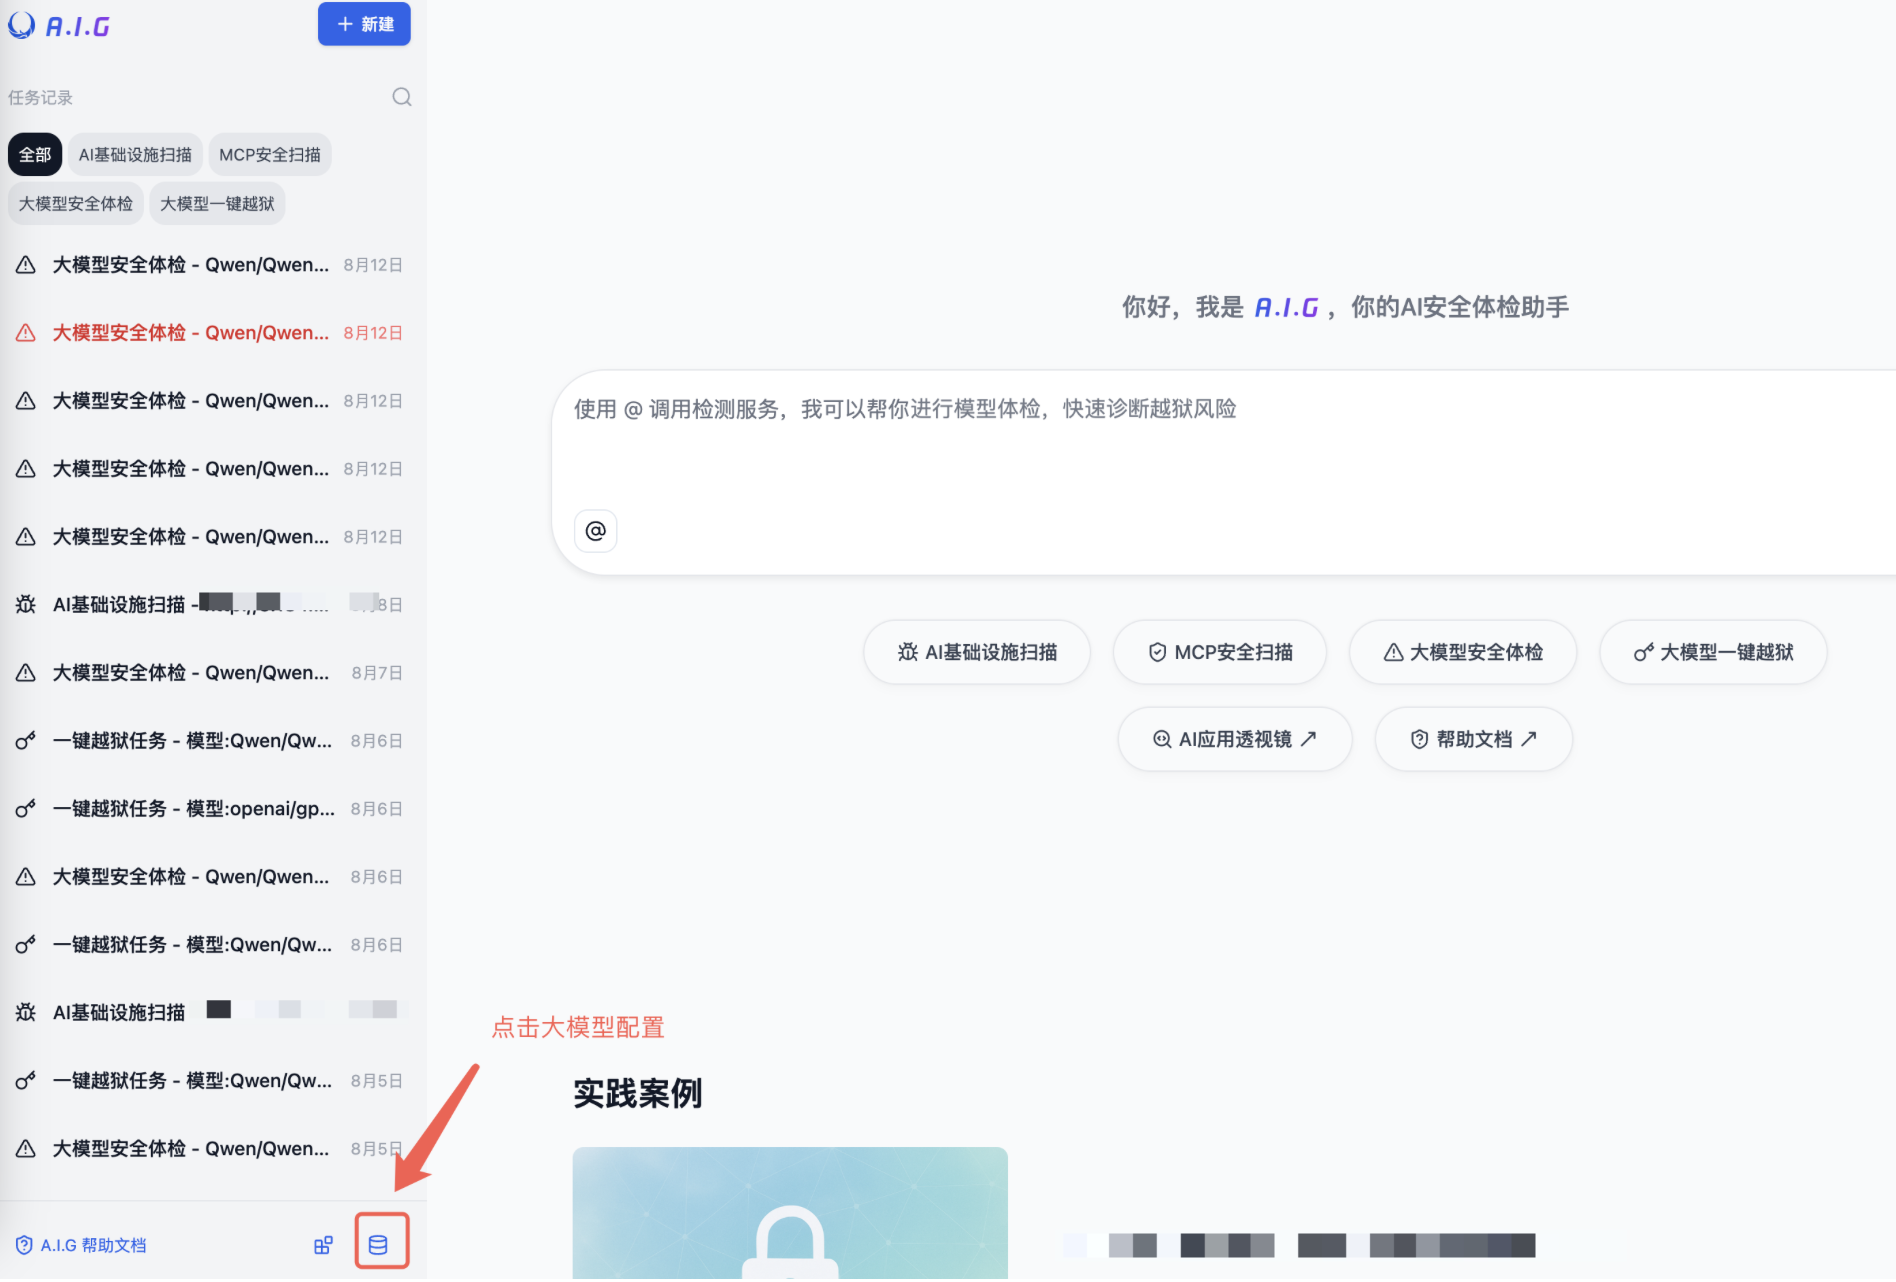 A.I.G
新建
任务记录
全部
AI基础设施扫描
MCP安全扫描
大模型安全体检
大模型一键越狱
大模型安全体检 - Qwen/Qwen... 8月12日
大模型安全体检 - Qwen/Qwen... 8月12日
大模型安全体检 - Qwen/Qwen... 8月12日
大模型安全体检 - Qwen/Qwen... 8月12日
大模型安全体检 - Qwen/Qwen... 8月12日
AI基础设施扫描 - 8日
大模型安全体检 - Qwen/Qwen... 8月7日
一键越狱任务 - 模型:Qwen/Qw... 8月6日
一键越狱任务 - 模型:openai/gp... 8月6日
大模型安全体检 - Qwen/Qwen... 8月6日
一键越狱任务 - 模型:Qwen/Qw... 8月6日
AI基础设施扫描
一键越狱任务 - 模型:Qwen/Qw... 8月5日
大模型安全体检 - Qwen/Qwen... 8月5日
A.I.G 帮助文档
你好，我是 A.I.G ，你的AI安全体检助手
使用 @ 调用检测服务，我可以帮你进行模型体检，快速诊断越狱风险
@
AI基础设施扫描
MCP安全扫描
大模型安全体检
大模型一键越狱
AI应用透视镜 ↗
帮助文档 ↗
点击大模型配置
实践案例